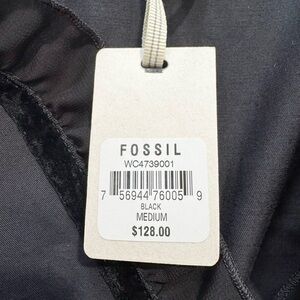 FOSSIL
WC4739001
7 56944 76005 9
BLACK
MEDIUM
$128.00